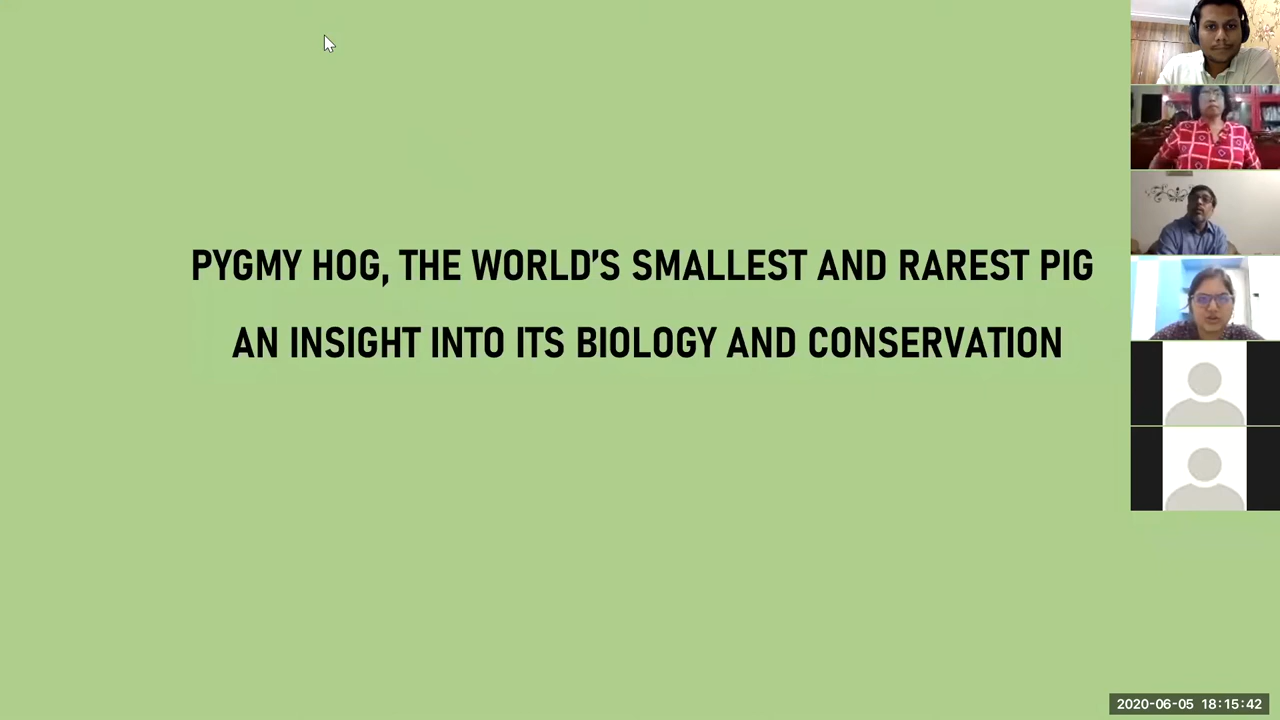 PYGMY HOG, THE WORLD'S SMALLEST AND RAREST PIG
AN INSIGHT INTO ITS BIOLOGY AND CONSERVATION
2020-06-05 18:15:42